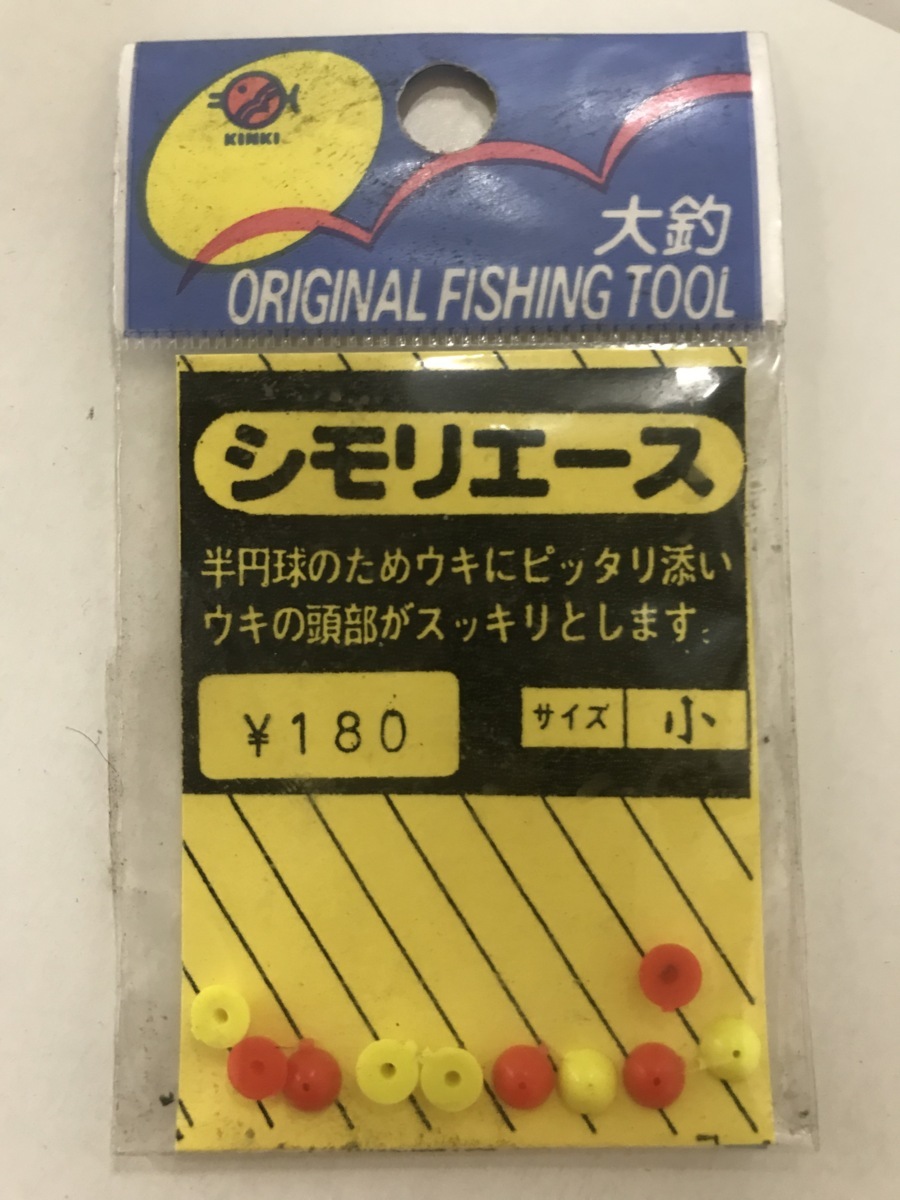 KINKI
大釣
ORIGINAL FISHING TOOL
シモリエース
半円球のためウキにピッタリ添い
ウキの頭部がスッキリとします。
¥180
サイズ 小